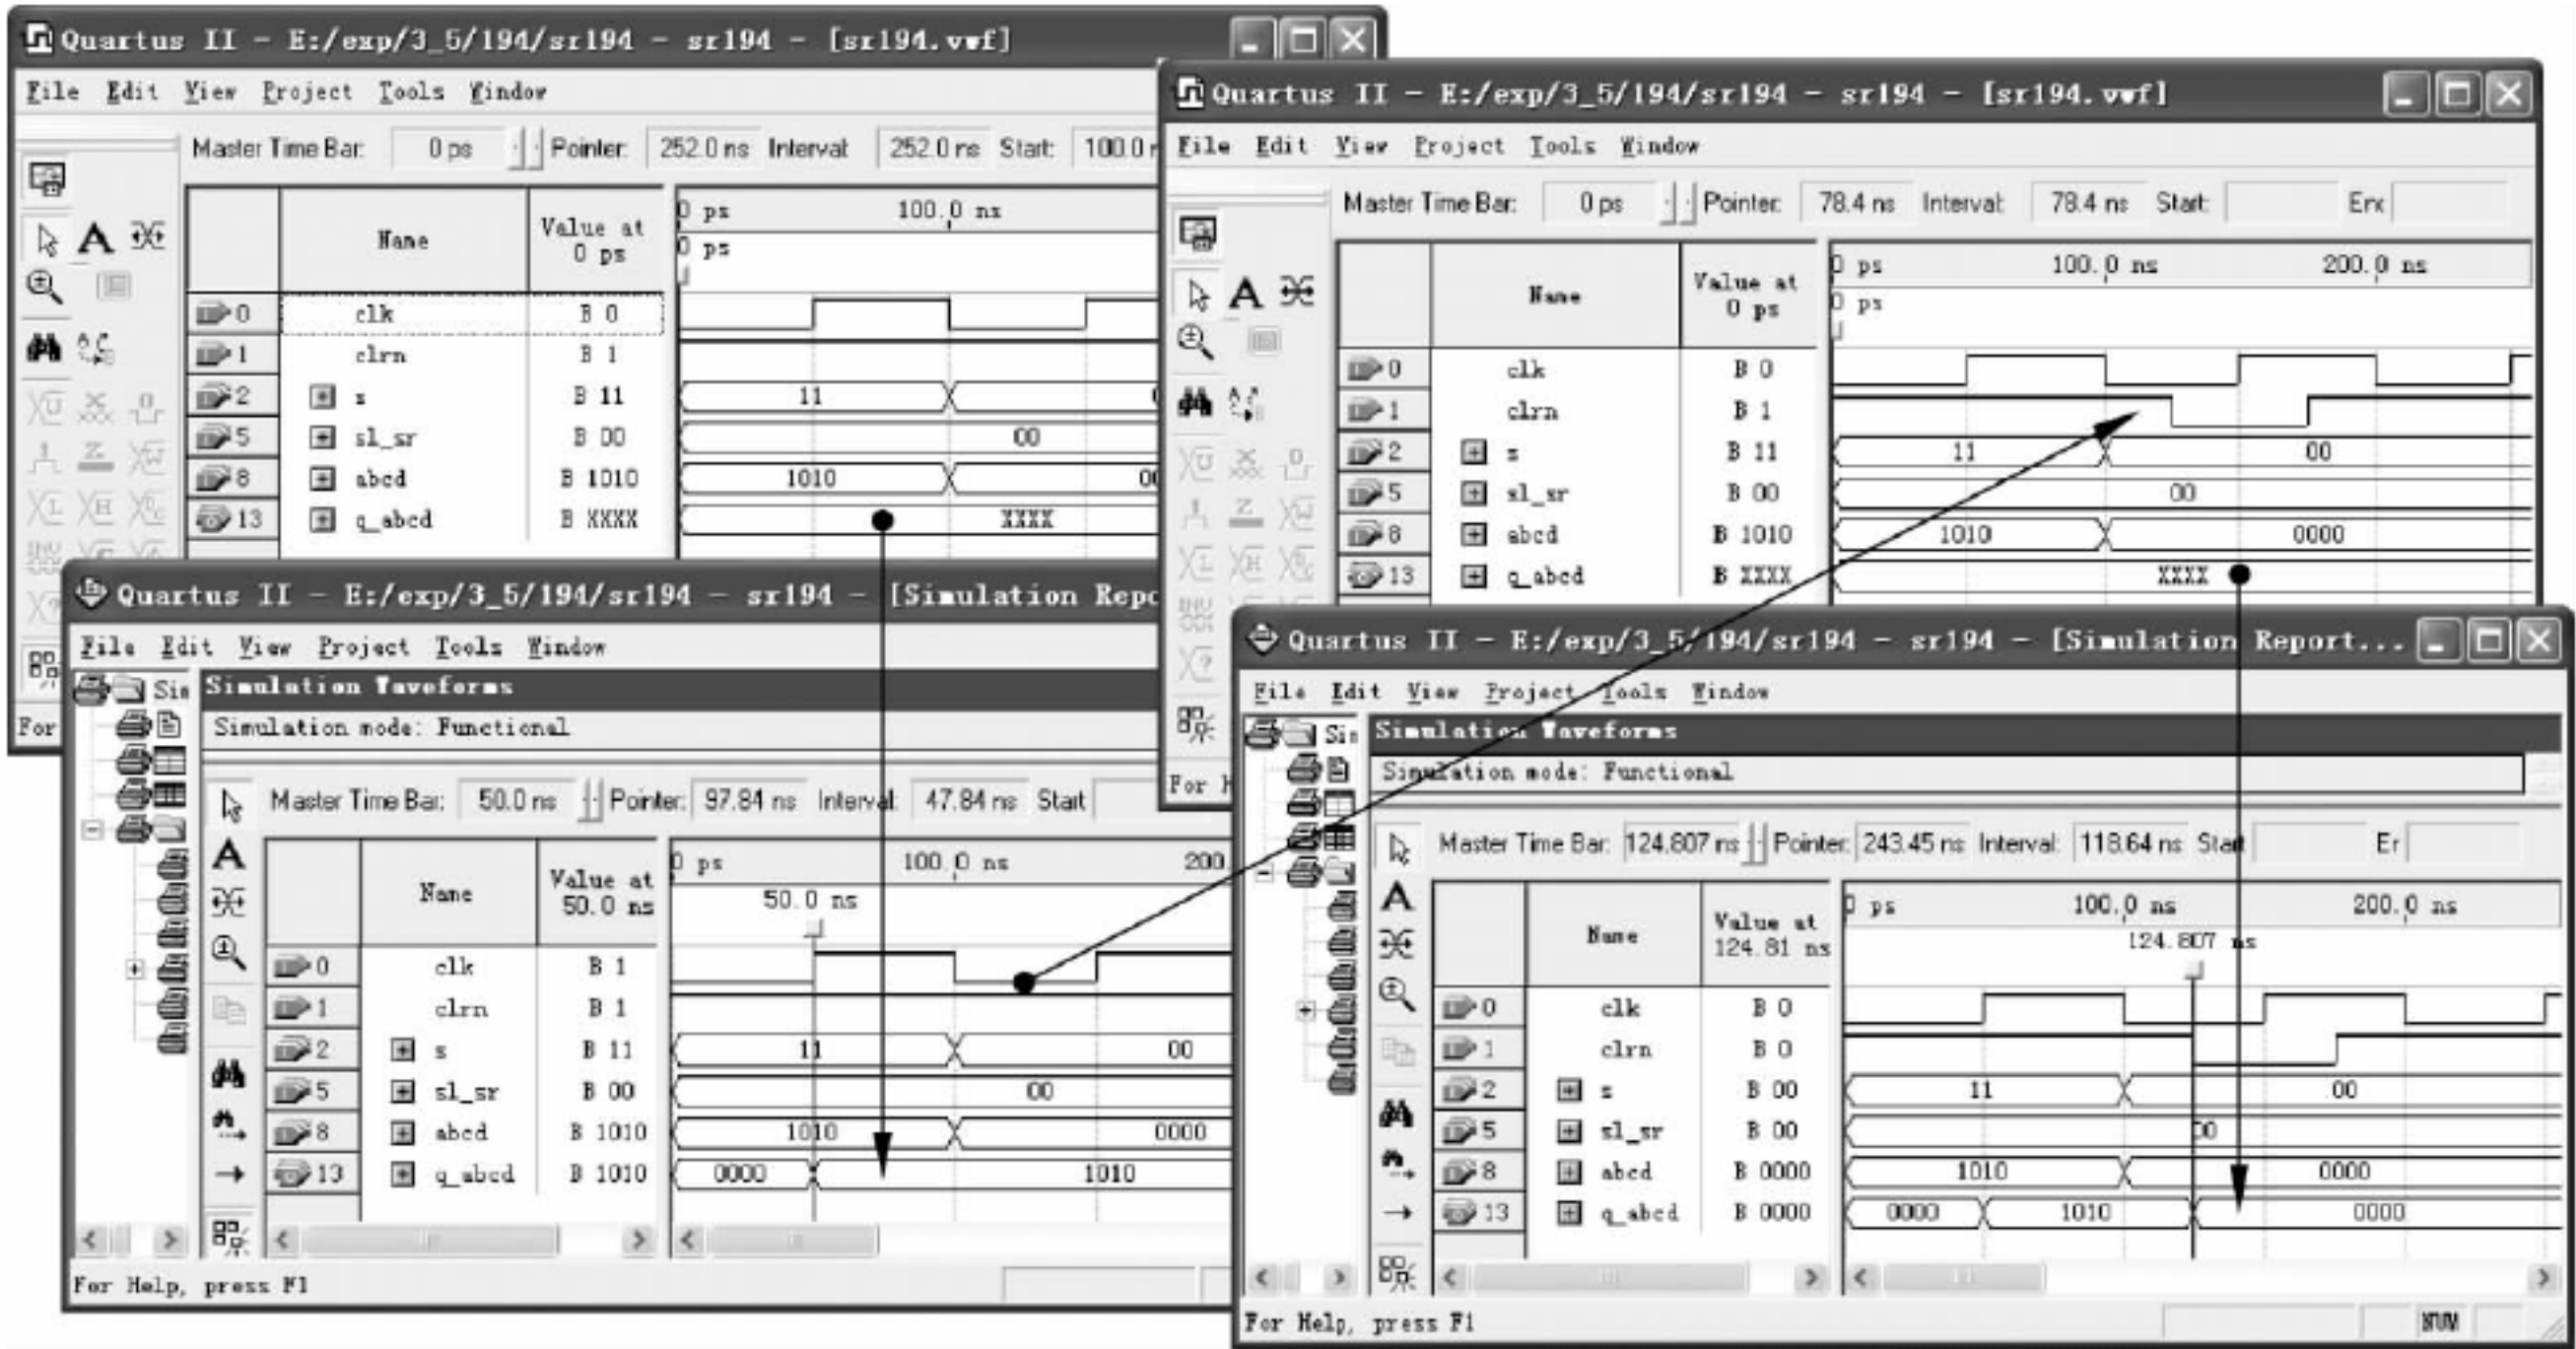 Quartus II - E:/exp/3_5/194/sr194 - sr194 - [sr194.vwf]
File Edit View Project Tools Window
Master Time Bar: 0 ps Pointer: 252.0 ns Interval: 252.0 ns Start: 100.0
Name Value at 0 ps 0 ps 100.0 ns
0 ps
0 clk B 0
1 clrn B 1
2 s B 11 11
5 sl_sr B 00 00
8 abcd B 1010 1010
13 q_abcd B XXXX XXXX
For
Quartus II - E:/exp/3_5/194/sr194 - sr194 - [sr194.vwf]
File Edit View Project Tools Window
Master Time Bar: 0 ps Pointer: 78.4 ns Interval: 78.4 ns Start:
Name Value at 0 ps 0 ps 100.0 ns 200.0 ns
0 ps
0 clk B 0
1 clrn B 1
2 s B 11 11 00
5 sl_sr B 00 00
8 abcd B 1010 1010 0000
13 q_abcd B XXXX XXXX
For H
Quartus II - E:/exp/3_5/194/sr194 - sr194 - [Simulation Repo
File Edit View Project Tools Window
Sim Simulation Waveforms
Simulation mode: Functional
Master Time Bar: 50.0 ns Pointer: 97.84 ns Interval: 47.84 ns Start
Name Value at 50.0 ns 0 ps 100.0 ns 200
50.0 ns
0 clk B 1
1 clrn B 1
2 s B 11 11 00
5 sl_sr B 00 00
8 abcd B 1010 1010 0000
13 q_abcd B 1010 0000 1010
For Help, press F1
Quartus II - E:/exp/3_5/194/sr194 - sr194 - [Simulation Report...
File Edit View Project Tools Window
Sim Simulation Waveforms
Simulation mode: Functional
Master Time Bar: 124.807 ns Pointer: 243.45 ns Interval: 118.64 ns Start
Name Value at 124.81 ns 0 ps 100.0 ns 200.0 ns
124.807 ns
0 clk B 0
1 clrn B 0
2 s B 00 11 00
5 sl_sr B 00 00
8 abcd B 0000 1010 0000
13 q_abcd B 0000 0000 1010 0000
For Help, press F1 NUM